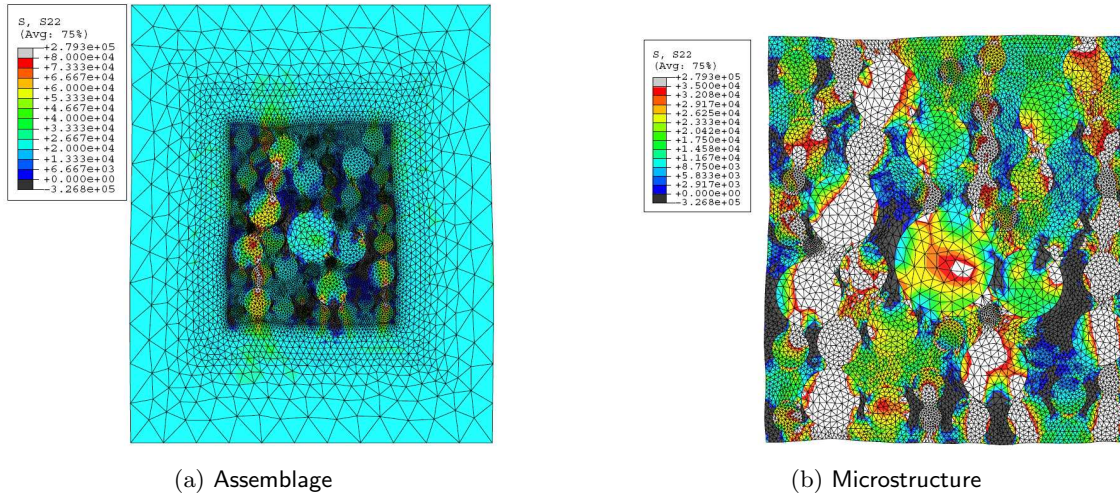 S, S22
(Avg: 75%)
+2.793e+05
+8.000e+04
+7.333e+04
+6.667e+04
+6.000e+04
+5.333e+04
+4.667e+04
+4.000e+04
+3.333e+04
+2.667e+04
+2.000e+04
+1.333e+04
+6.667e+03
+0.000e+00
-3.268e+05
S, S22
(Avg: 75%)
+2.793e+05
+3.500e+04
+3.208e+04
+2.917e+04
+2.625e+04
+2.333e+04
+2.042e+04
+1.750e+04
+1.458e+04
+1.167e+04
+8.750e+03
+5.833e+03
+2.917e+03
+0.000e+00
-3.268e+05
(a) Assemblage
(b) Microstructure